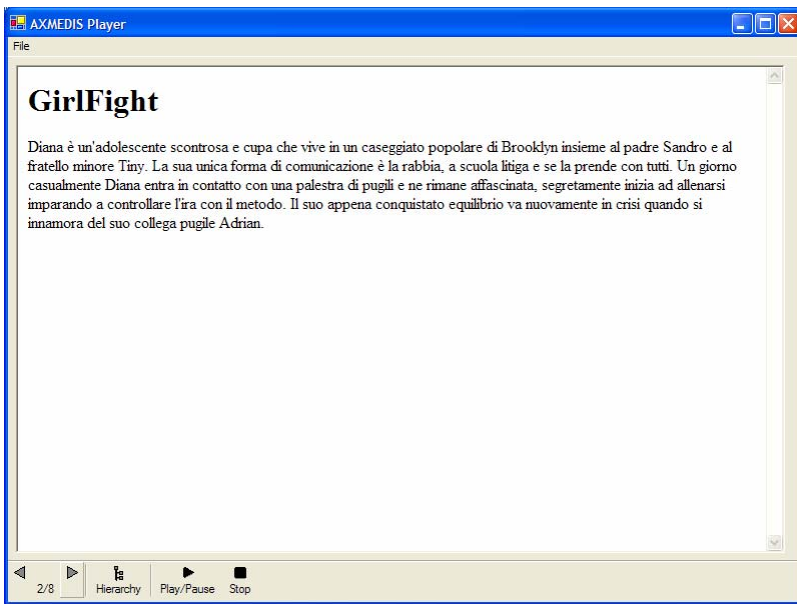 AXMEDIS Player
File
GirlFight
Diana è un'adolescente scontrosa e cupa che vive in un caseggiato popolare di Brooklyn insieme al padre Sandro e al
fratello minore Tiny. La sua unica forma di comunicazione è la rabbia, a scuola litiga e se la prende con tutti. Un giorno
casualmente Diana entra in contatto con una palestra di pugili e ne rimane affascinata, segretamente inizia ad allenarsi
imparando a controllare l'ira con il metodo. Il suo appena conquistato equilibrio va nuovamente in crisi quando si
innamora del suo collega pugile Adrian.
2/8 Hierarchy Play/Pause Stop